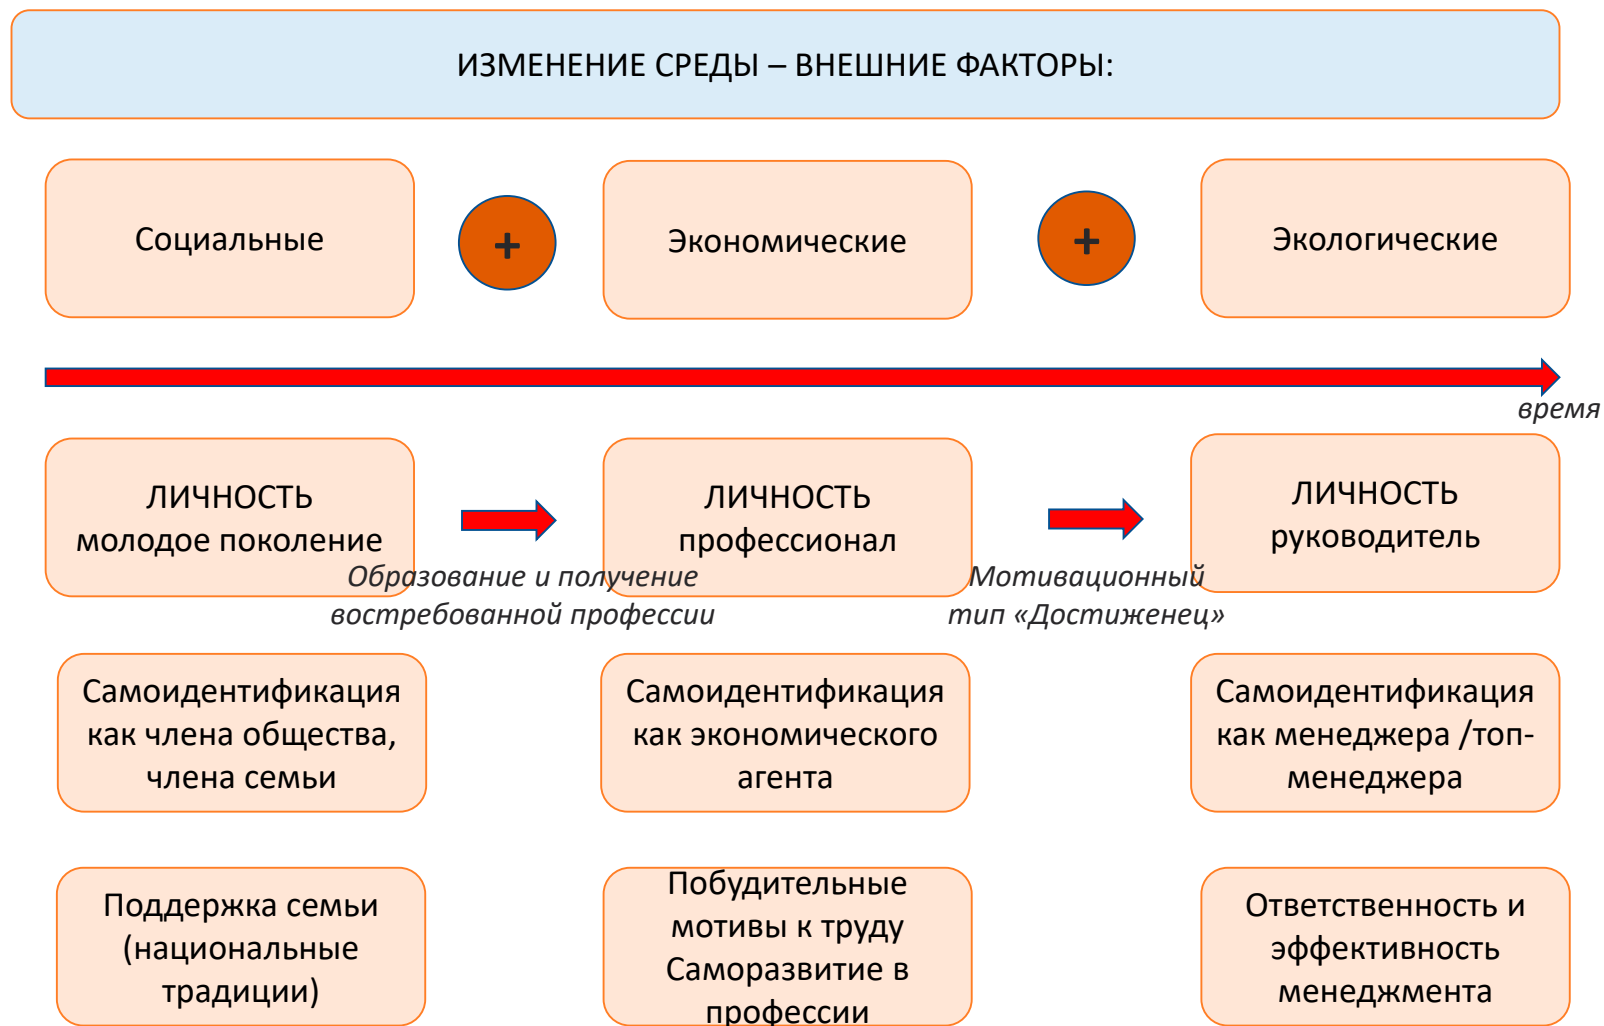 ИЗМЕНЕНИЕ СРЕДЫ – ВНЕШНИЕ ФАКТОРЫ:
Социальные
+
Экономические
+
Экологические
время
ЛИЧНОСТЬ
молодое поколение
Образование и получение
востребованной профессии
ЛИЧНОСТЬ
профессионал
Мотивационный
тип «Достиженец»
ЛИЧНОСТЬ
руководитель
Самоидентификация
как члена общества,
члена семьи
Самоидентификация
как экономического
агента
Самоидентификация
как менеджера /топ-
менеджера
Поддержка семьи
(национальные
традиции)
Побудительные
мотивы к труду
Саморазвитие в
профессии
Ответственность и
эффективность
менеджмента